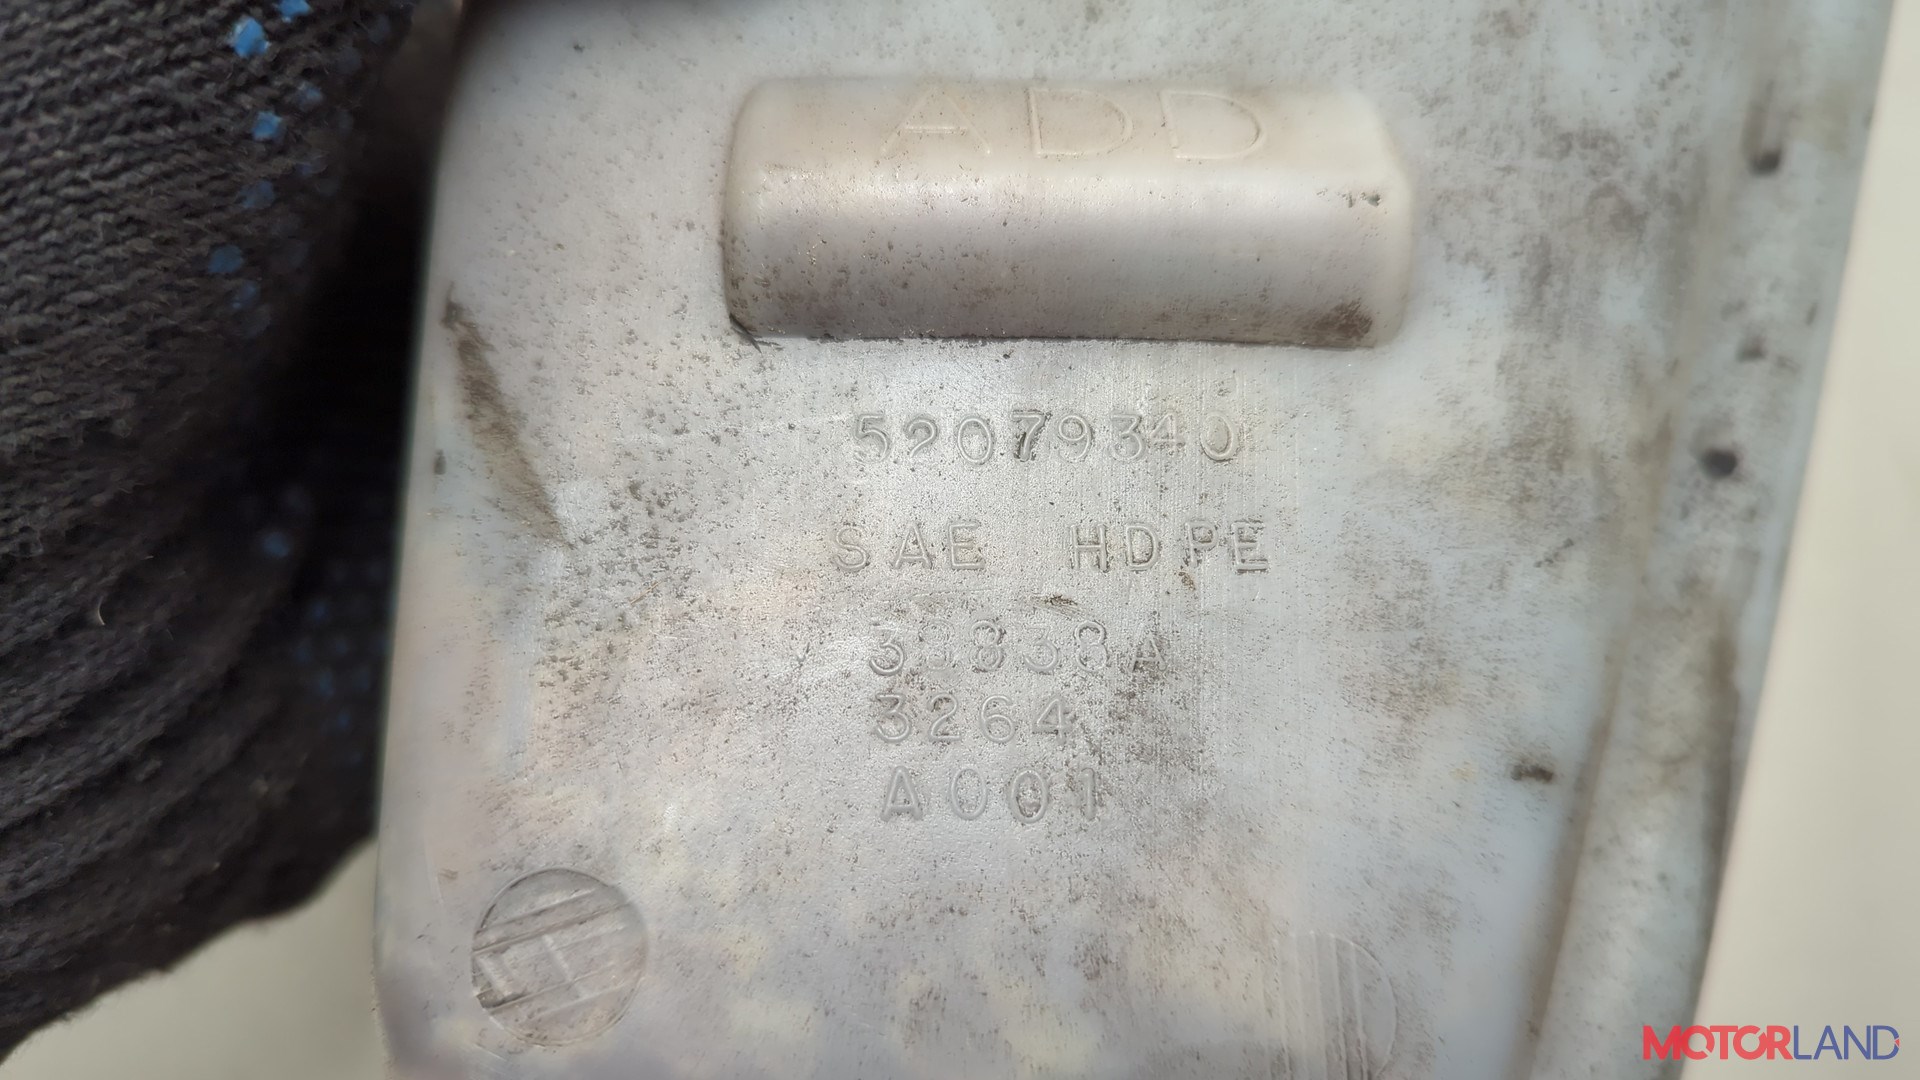 ADD
52079340
SAE HDPE
33838A
3264
A001
MOTORLAND